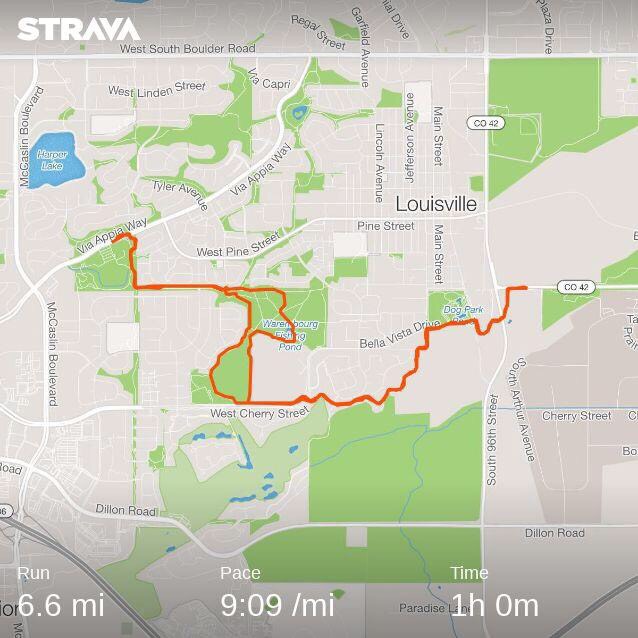 STRAVA
West South Boulder Road
Regal Street
Garfield Avenue
Plaza Drive
Via Capri
West Linden Street
McCaslin Boulevard
Jefferson Avenue
Main Street
CO 42
Lincoln Avenue
Harper
Lake
Via Appia Way
Tyler Avenue
Louisville
Pine Street
Via Appia Way
West Pine Street
Main Street
CO 42
McCaslin Boulevard
Dog Park
Warembourg
Fishing
Pond
Bella Vista Drive
South Arthur Avenue
West Cherry Street
Cherry Street
South 96th Street
Dillon Road
Dillon Road
Run
6.6 mi
Pace
9:09 /mi
Time
1h 0m
Paradise Lane